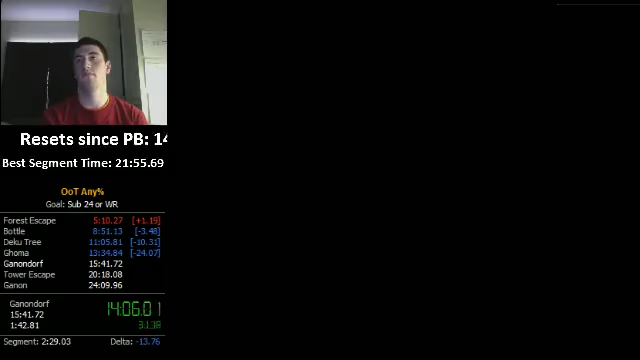 Resets since PB: 14
Best Segment Time: 21:55.69
OoT Any%
Goal: Sub 24 or WR
Forest Escape 5:10.27 [+1.19]
Bottle 8:51.13 [-3.48]
Deku Tree 11:05.81 [-10.31]
Ghoma 13:34.84 [-24.07]
Ganondorf 15:41.72
Tower Escape 20:18.08
Ganon 24:09.96
Ganondorf 14:06.01
15:41.72
1:42.81 31.38
Segment: 2:29.03 Delta: -13.76